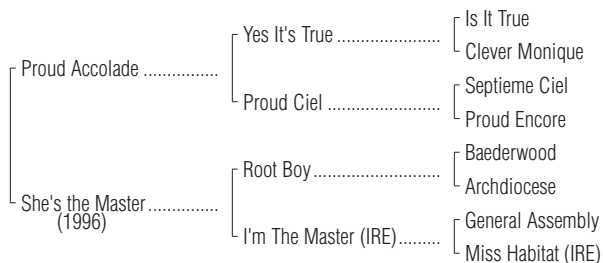 Is It True
Yes It's True ......................
Clever Monique
Proud Accolade ................
Septieme Ciel
Proud Ciel ........................
Proud Encore
Baederwood
Root Boy ...........................
Archdiocese
She's the Master ...............
(1996)
General Assembly
I'm The Master (IRE) .........
Miss Habitat (IRE)